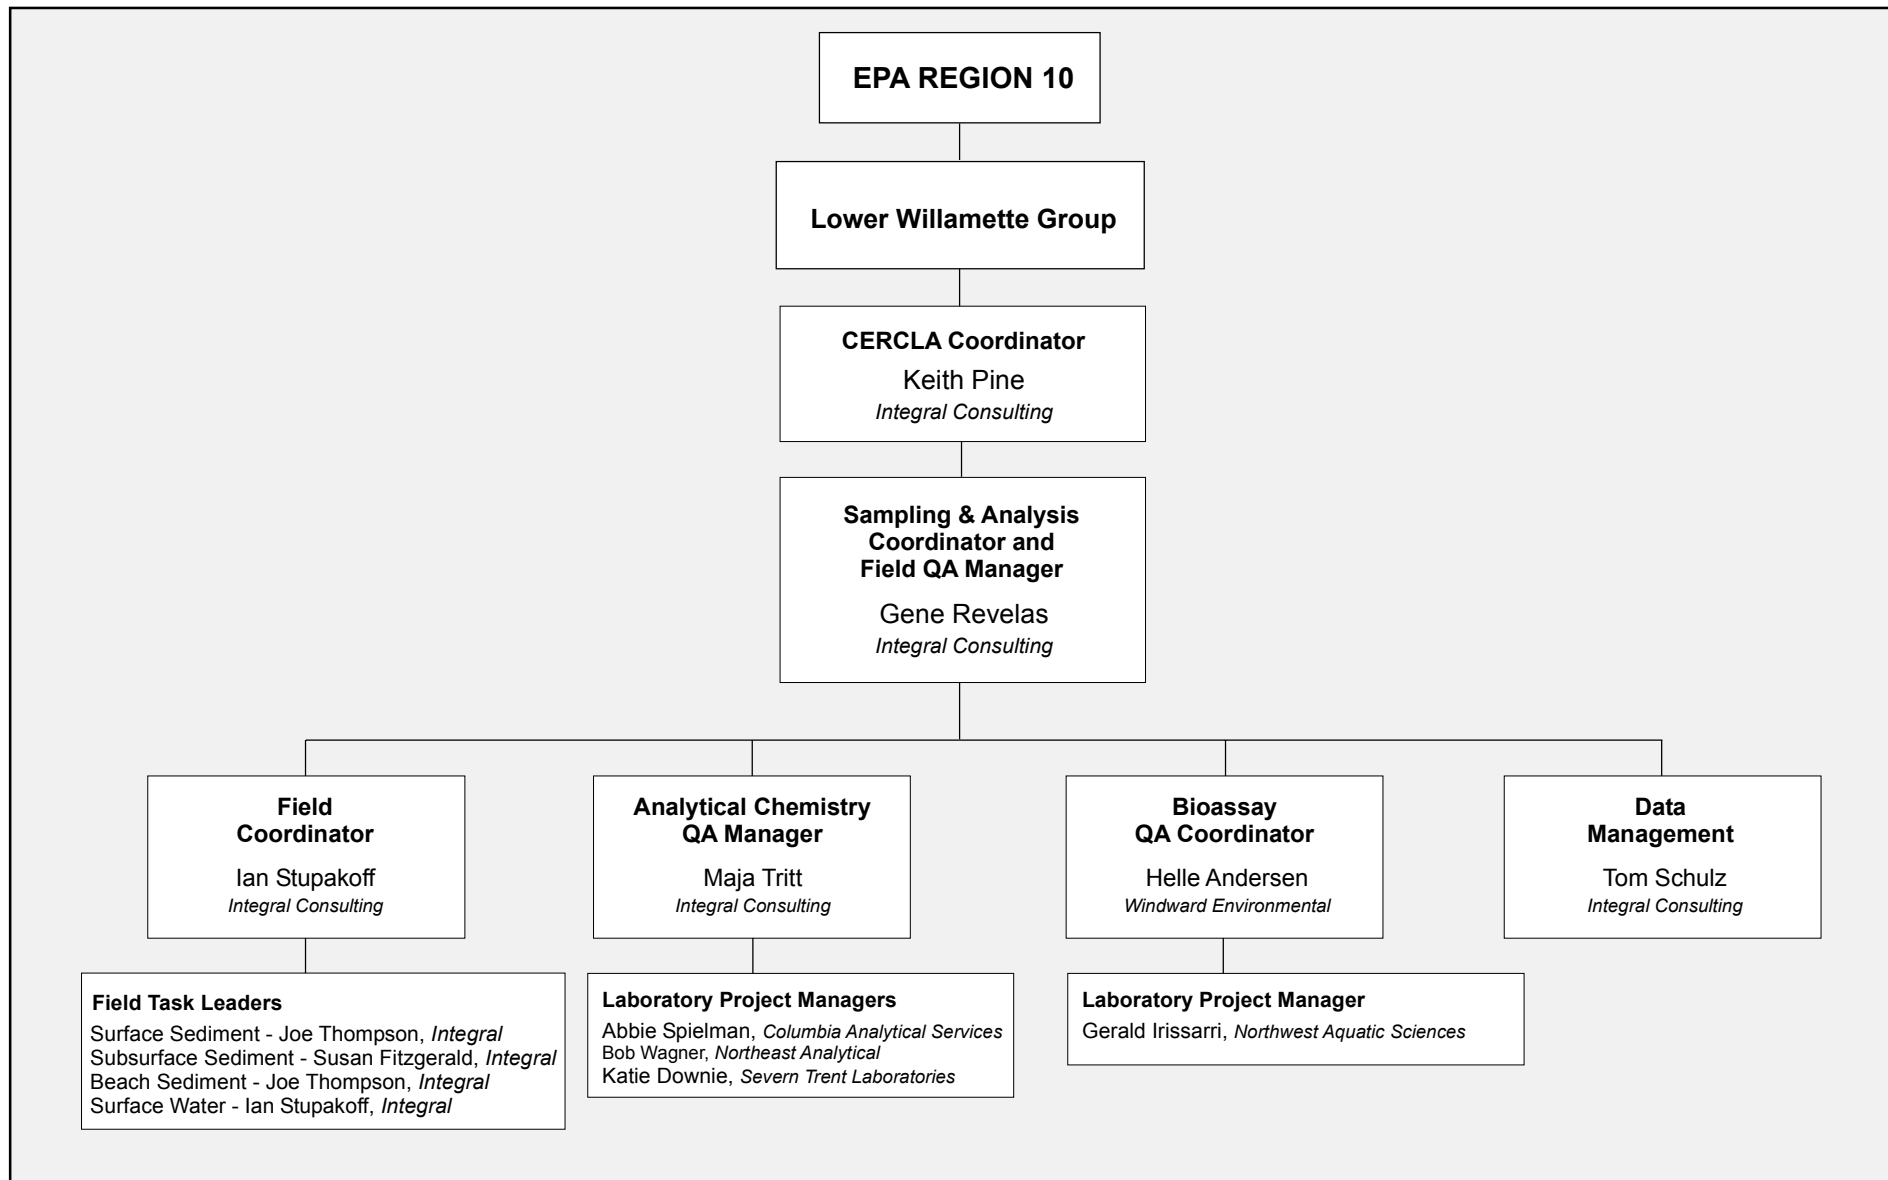 EPA REGION 10
Lower Willamette Group
CERCLA Coordinator
Keith Pine
Integral Consulting
Sampling & Analysis
Coordinator and
Field QA Manager
Gene Revelas
Integral Consulting
Field
Coordinator
Ian Stupakoff
Integral Consulting
Analytical Chemistry
QA Manager
Maja Tritt
Integral Consulting
Bioassay
QA Coordinator
Helle Andersen
Windward Environmental
Data
Management
Tom Schulz
Integral Consulting
Field Task Leaders
Surface Sediment - Joe Thompson, Integral
Subsurface Sediment - Susan Fitzgerald, Integral
Beach Sediment - Joe Thompson, Integral
Surface Water - Ian Stupakoff, Integral
Laboratory Project Managers
Abbie Spielman, Columbia Analytical Services
Bob Wagner, Northeast Analytical
Katie Downie, Severn Trent Laboratories
Laboratory Project Manager
Gerald Irissarri, Northwest Aquatic Sciences